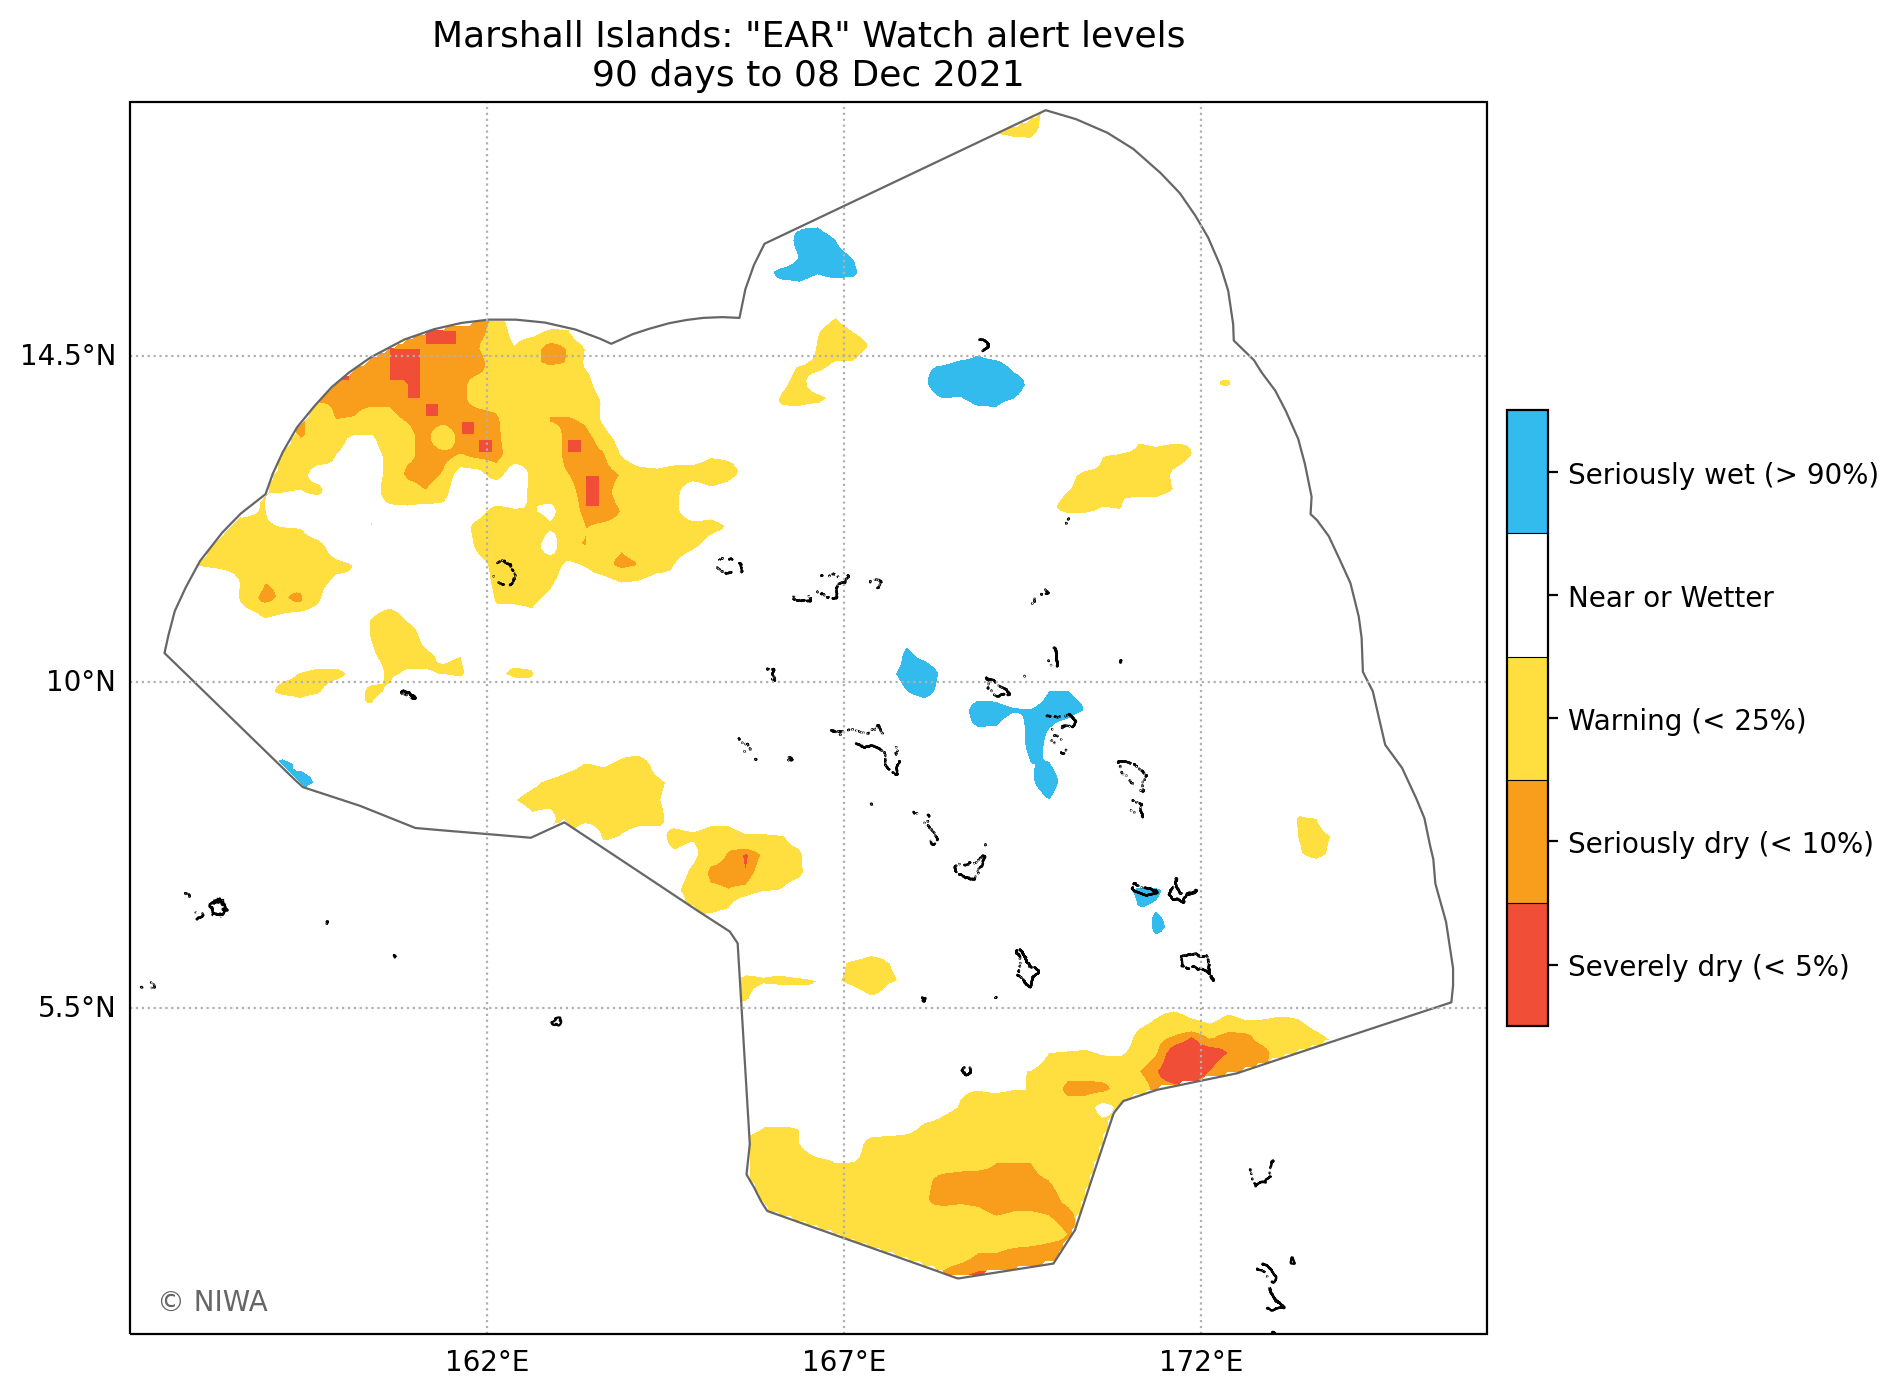 Marshall Islands: "EAR" Watch alert levels
90 days to 08 Dec 2021
14.5°N
10°N
5.5°N
162°E
167°E
172°E
Seriously wet (> 90%)
Near or Wetter
Warning (< 25%)
Seriously dry (< 10%)
Severely dry (< 5%)
© NIWA